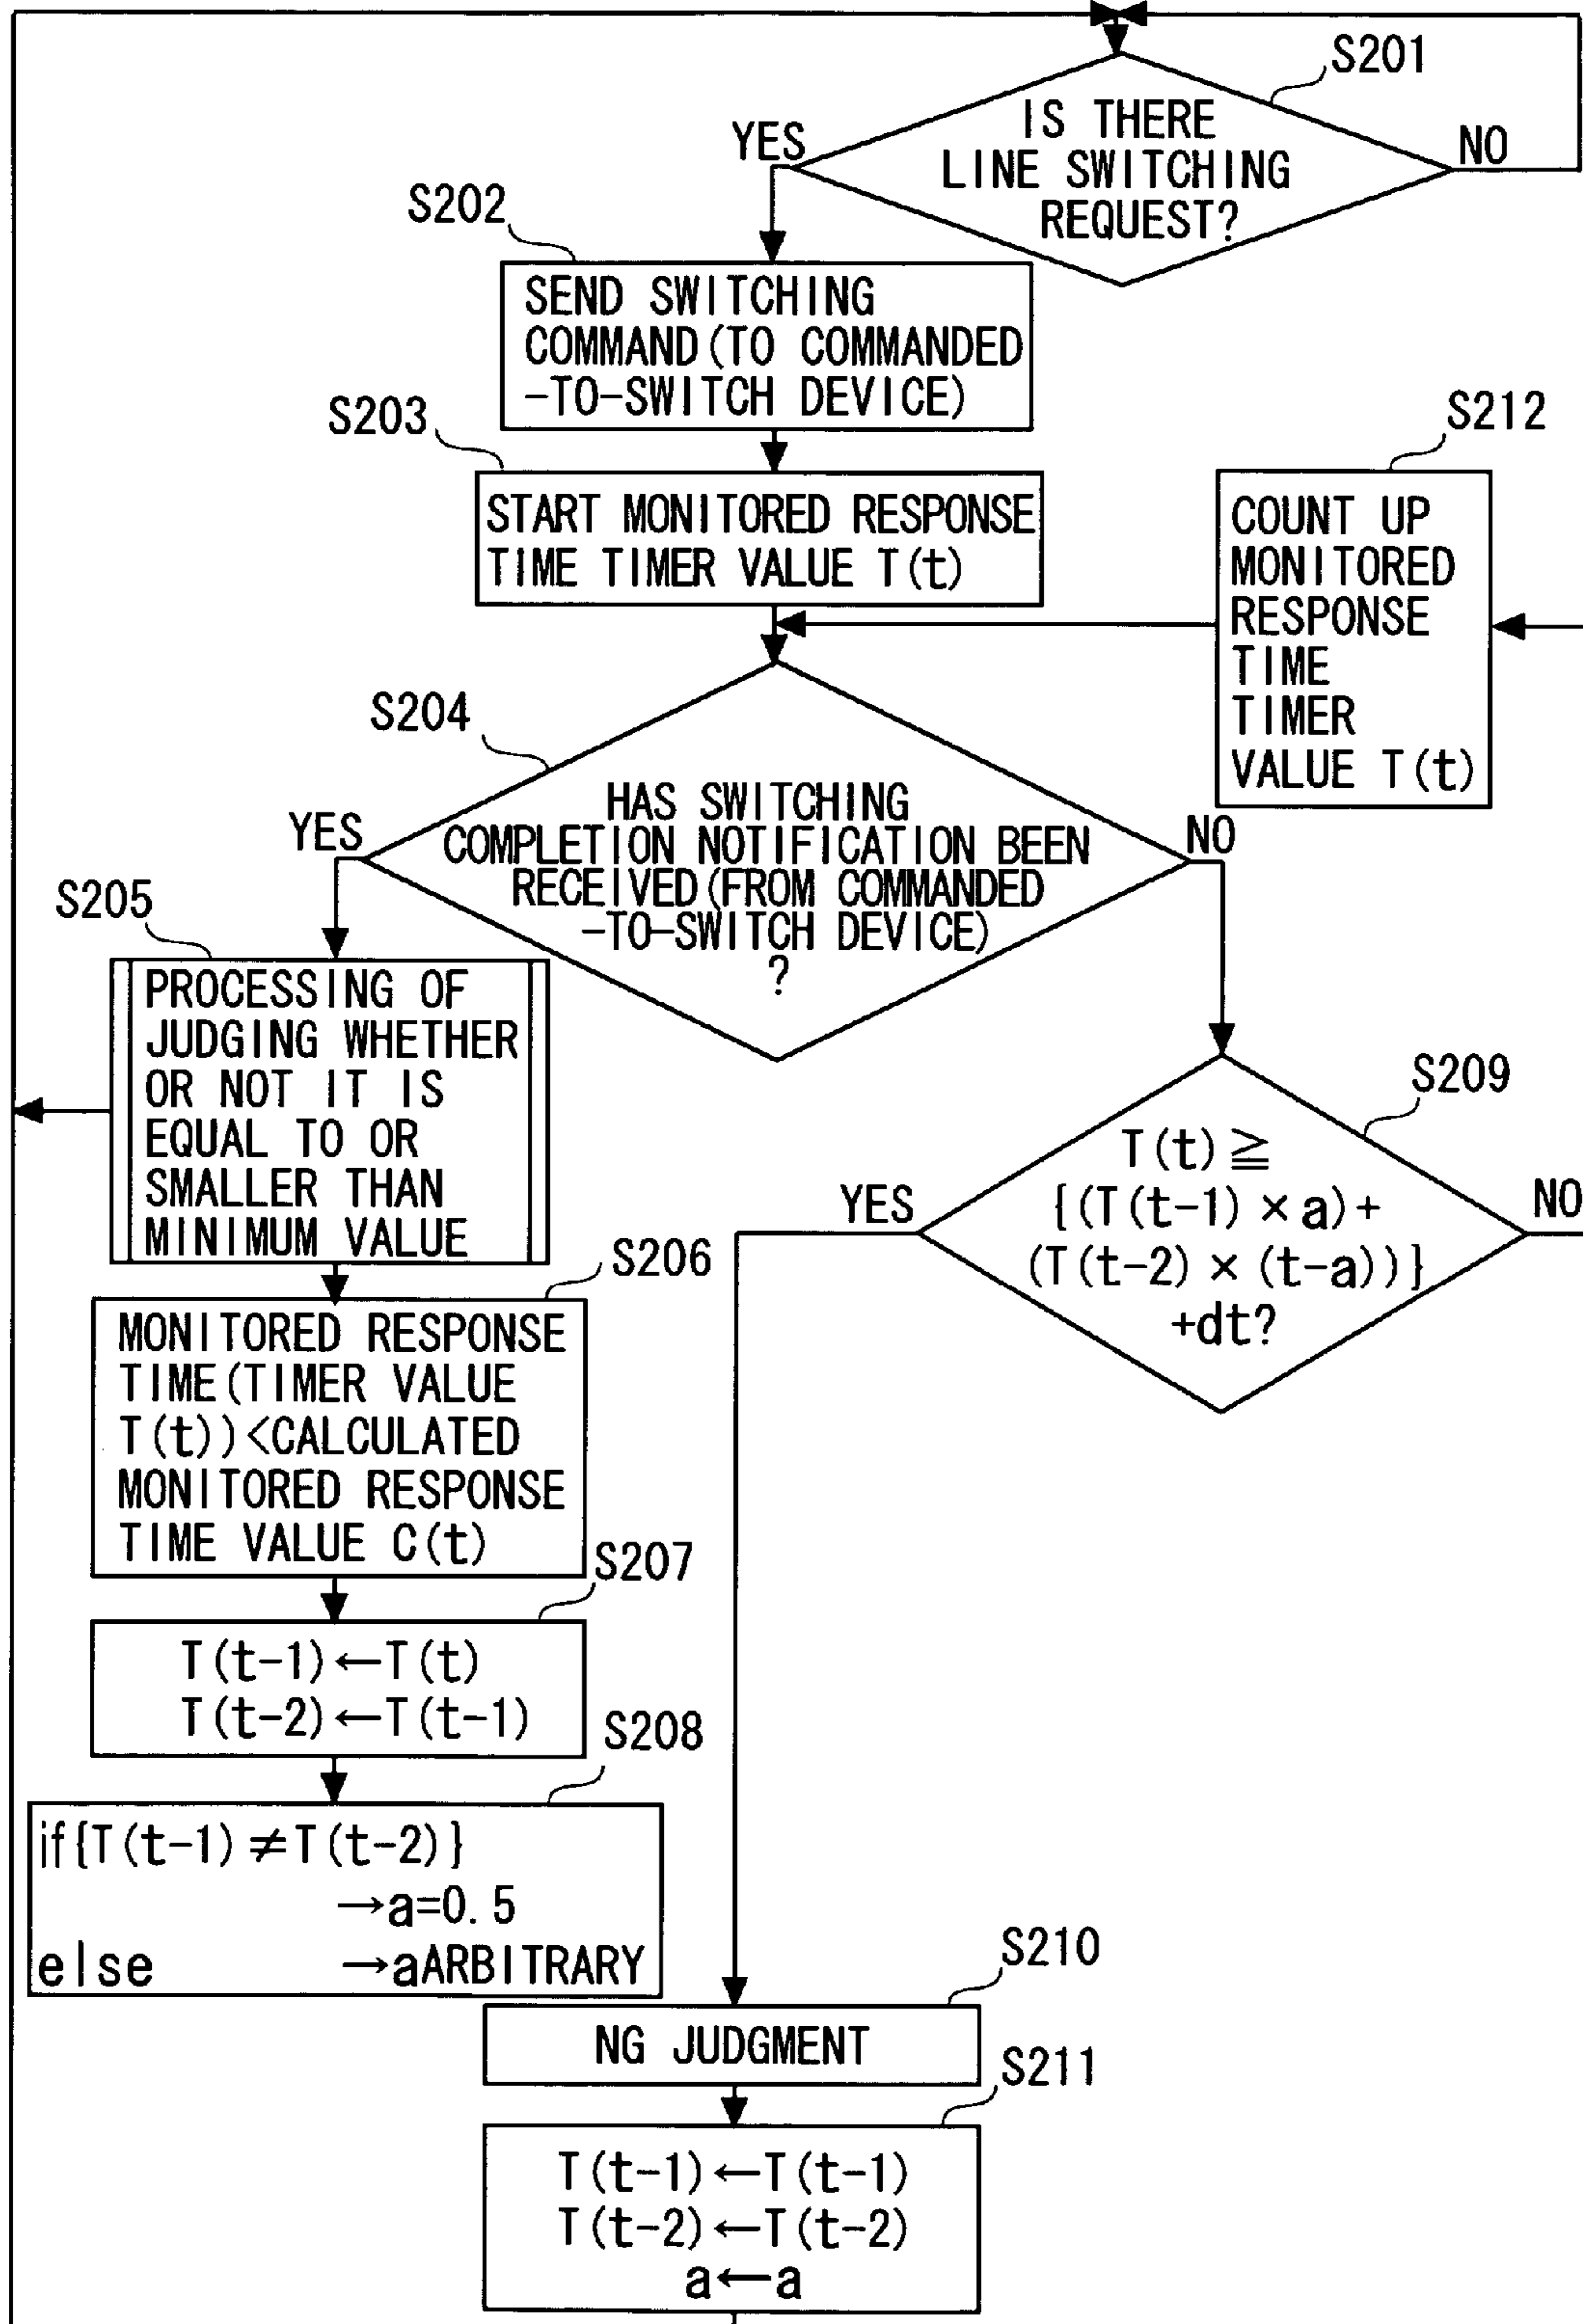 S201
IS THERE
LINE SWITCHING
REQUEST?
YES
NO
S202
SEND SWITCHING
COMMAND(TO COMMANDED
-TO-SWITCH DEVICE)
S203
START MONITORED RESPONSE
TIME TIMER VALUE T(t)
S212
COUNT UP
MONITORED
RESPONSE
TIME
TIMER
VALUE T(t)
S204
HAS SWITCHING
COMPLETION NOTIFICATION BEEN
RECEIVED(FROM COMMANDED
-TO-SWITCH DEVICE)
?
YES
NO
S205
PROCESSING OF
JUDGING WHETHER
OR NOT IT IS
EQUAL TO OR
SMALLER THAN
MINIMUM VALUE
S209
T(t)≧
{(T(t-1)×a)+
(T(t-2)×(t-a))}
+dt?
YES
NO
S206
MONITORED RESPONSE
TIME(TIMER VALUE
T(t))<CALCULATED
MONITORED RESPONSE
TIME VALUE C(t)
S207
T(t-1)←T(t)
T(t-2)←T(t-1)
S208
if{T(t-1)≠T(t-2)}
→a=0.5
else →aARBITRARY
S210
NG JUDGMENT
S211
T(t-1)←T(t-1)
T(t-2)←T(t-2)
a←a